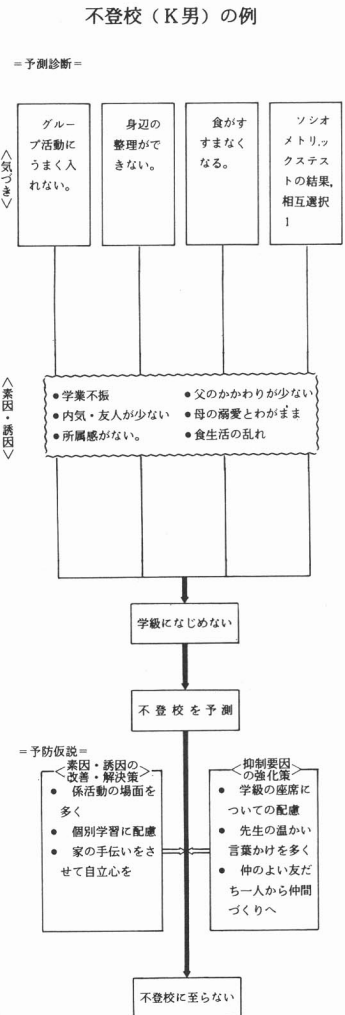 不登校（K男）の例
＝予測診断＝
＜気づき＞
グルー
プ活動に
うまく入
れない。
身辺の
整理がで
きない。
食がす
すまなく
なる。
ソシオ
メトリッ
クステス
トの結果,
相互選択
1
＜素因・誘因＞
●学業不振
●内気・友人が少ない
●所属感がない。
●父のかかわりが少ない
●母の溺愛とわがまま
●食生活の乱れ
学級になじめない
不登校を予測
＝予防仮説＝
＜素因・誘因の
改善・解決策＞
● 係活動の場面を
多く
● 個別学習に配慮
● 家の手伝いをさ
せて自立心を
＜抑制要因
の強化策＞
● 学級の座席に
ついての配慮
● 先生の温かい
言葉かけを多く
● 仲のよい友だ
ち一人から仲間
づくりへ
不登校に至らない